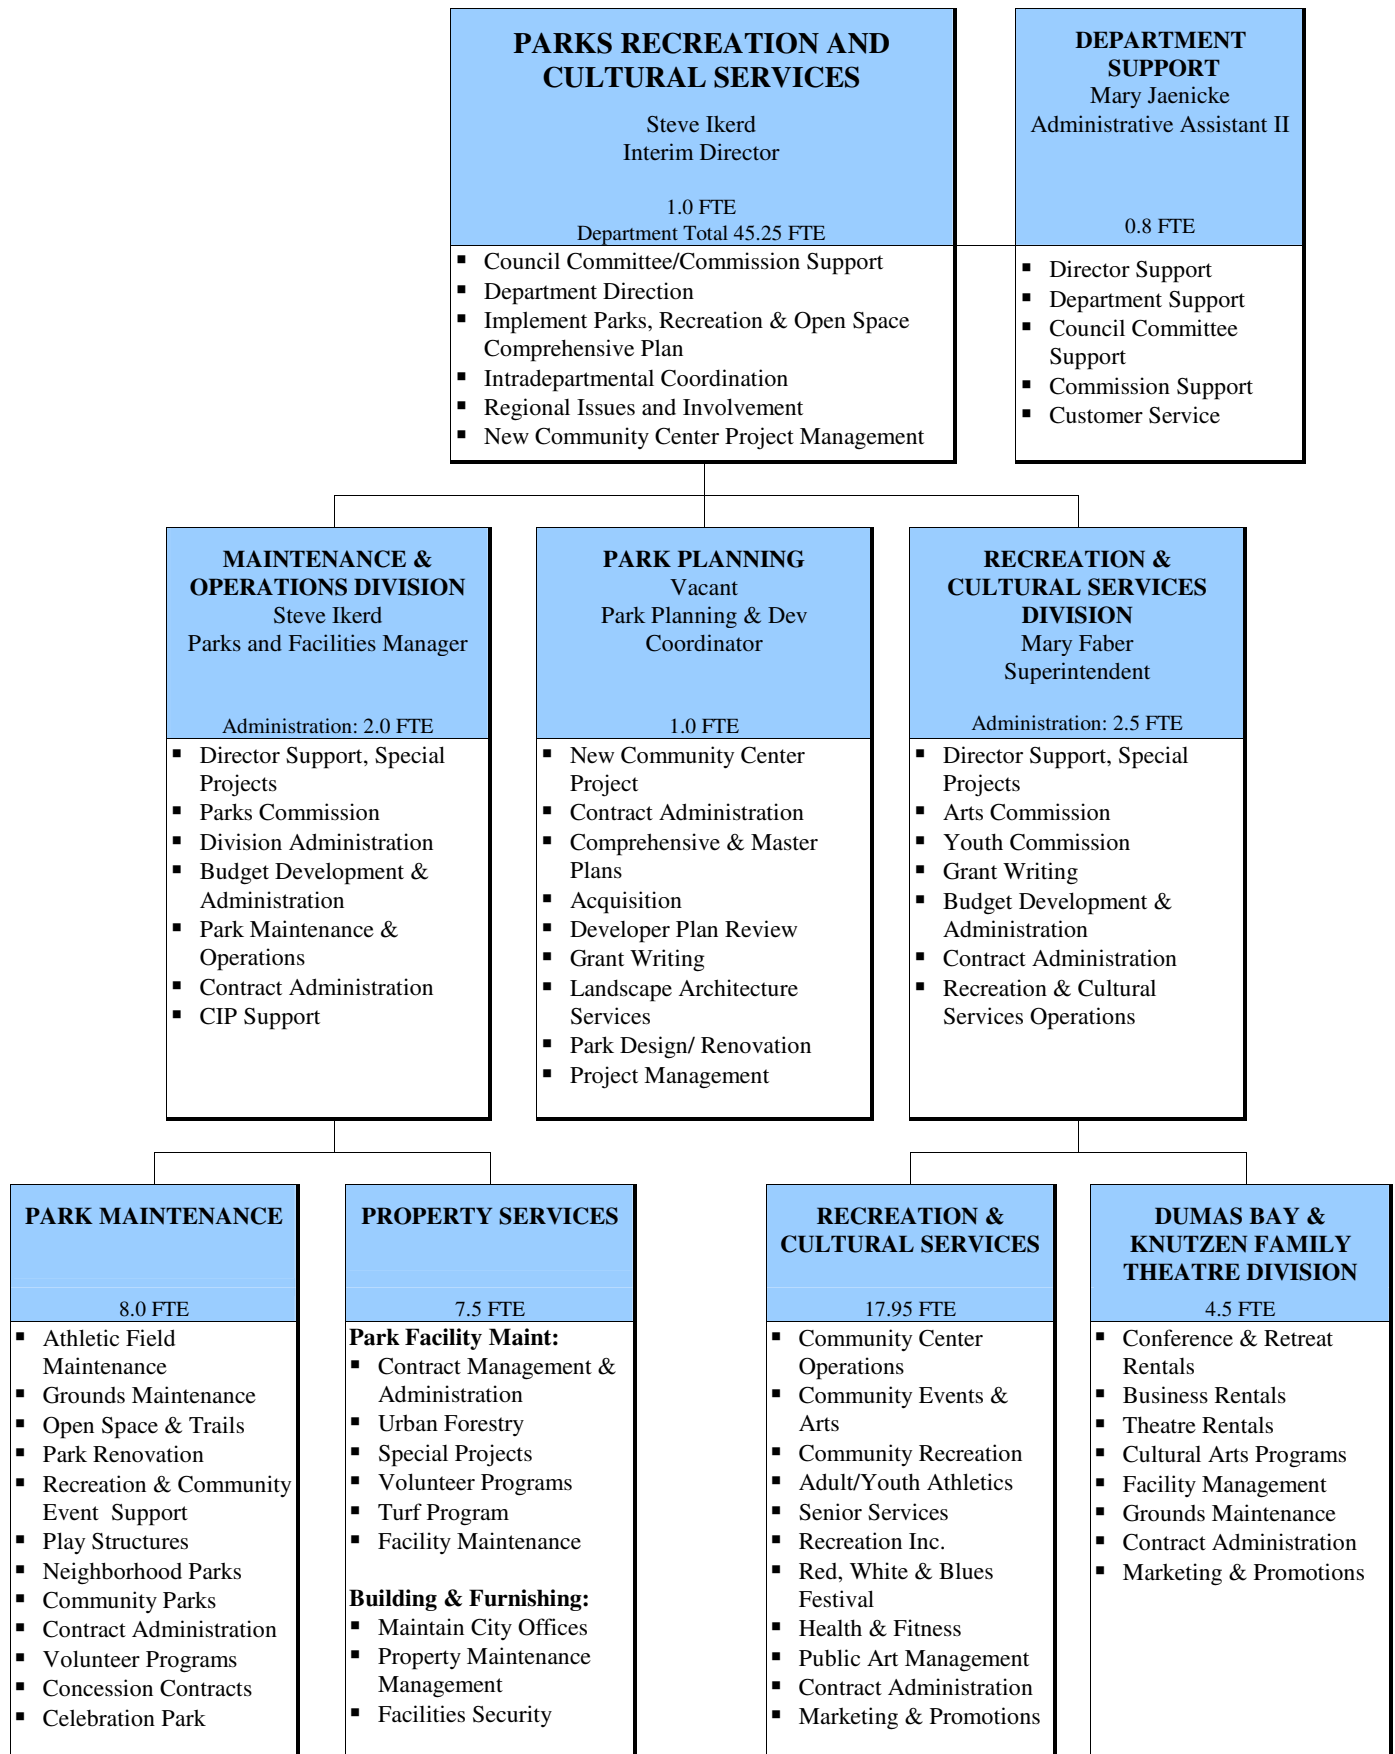 PARKS RECREATION AND
CULTURAL SERVICES
Steve Ikerd
Interim Director
1.0 FTE
Department Total 45.25 FTE
▪ Council Committee/Commission Support
▪ Department Direction
▪ Implement Parks, Recreation & Open Space
Comprehensive Plan
▪ Intradepartmental Coordination
▪ Regional Issues and Involvement
▪ New Community Center Project Management
DEPARTMENT
SUPPORT
Mary Jaenicke
Administrative Assistant II
0.8 FTE
▪ Director Support
▪ Department Support
▪ Council Committee
Support
▪ Commission Support
▪ Customer Service
MAINTENANCE &
OPERATIONS DIVISION
Steve Ikerd
Parks and Facilities Manager
Administration: 2.0 FTE
▪ Director Support, Special
Projects
▪ Parks Commission
▪ Division Administration
▪ Budget Development &
Administration
▪ Park Maintenance &
Operations
▪ Contract Administration
▪ CIP Support
PARK PLANNING
Vacant
Park Planning & Dev
Coordinator
1.0 FTE
▪ New Community Center
Project
▪ Contract Administration
▪ Comprehensive & Master
Plans
▪ Acquisition
▪ Developer Plan Review
▪ Grant Writing
▪ Landscape Architecture
Services
▪ Park Design/ Renovation
▪ Project Management
RECREATION &
CULTURAL SERVICES
DIVISION
Mary Faber
Superintendent
Administration: 2.5 FTE
▪ Director Support, Special
Projects
▪ Arts Commission
▪ Youth Commission
▪ Grant Writing
▪ Budget Development &
Administration
▪ Contract Administration
▪ Recreation & Cultural
Services Operations
PARK MAINTENANCE
8.0 FTE
▪ Athletic Field
Maintenance
▪ Grounds Maintenance
▪ Open Space & Trails
▪ Park Renovation
▪ Recreation & Community
Event  Support
▪ Play Structures
▪ Neighborhood Parks
▪ Community Parks
▪ Contract Administration
▪ Volunteer Programs
▪ Concession Contracts
▪ Celebration Park
PROPERTY SERVICES
7.5 FTE
Park Facility Maint:
▪ Contract Management &
Administration
▪ Urban Forestry
▪ Special Projects
▪ Volunteer Programs
▪ Turf Program
▪ Facility Maintenance
Building & Furnishing:
▪ Maintain City Offices
▪ Property Maintenance
Management
▪ Facilities Security
RECREATION &
CULTURAL SERVICES
17.95 FTE
▪ Community Center
Operations
▪ Community Events &
Arts
▪ Community Recreation
▪ Adult/Youth Athletics
▪ Senior Services
▪ Recreation Inc.
▪ Red, White & Blues
Festival
▪ Health & Fitness
▪ Public Art Management
▪ Contract Administration
▪ Marketing & Promotions
DUMAS BAY &
KNUTZEN FAMILY
THEATRE DIVISION
4.5 FTE
▪ Conference & Retreat
Rentals
▪ Business Rentals
▪ Theatre Rentals
▪ Cultural Arts Programs
▪ Facility Management
▪ Grounds Maintenance
▪ Contract Administration
▪ Marketing & Promotions